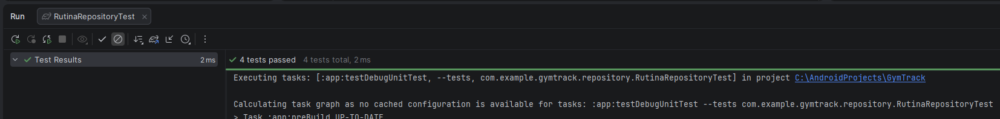 Run RutinaRepositoryTest
Test Results 2 ms
4 tests passed 4 tests total, 2 ms
Executing tasks: [:app:testDebugUnitTest, --tests, com.example.gymtrack.repository.RutinaRepositoryTest] in project C:\AndroidProjects\GymTrack
Calculating task graph as no cached configuration is available for tasks: :app:testDebugUnitTest --tests com.example.gymtrack.repository.RutinaRepositoryTest
> Task :app:preBuild UP-TO-DATE